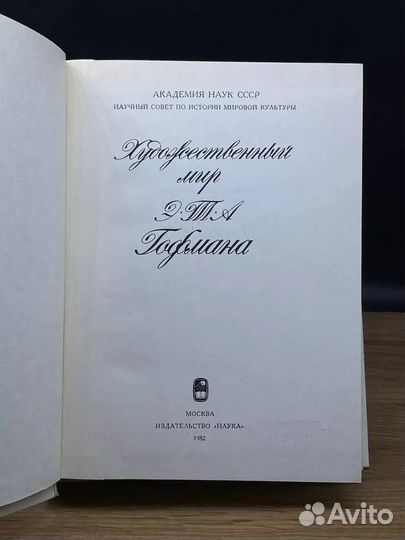 АКАДЕМИЯ НАУК СССР
НАУЧНЫЙ СОВЕТ ПО ИСТОРИИ МИРОВОЙ КУЛЬТУРЫ
Художественный
мир
Э·Т·А
Гофмана
МОСКВА
ИЗДАТЕЛЬСТВО «НАУКА»
1982
Avito